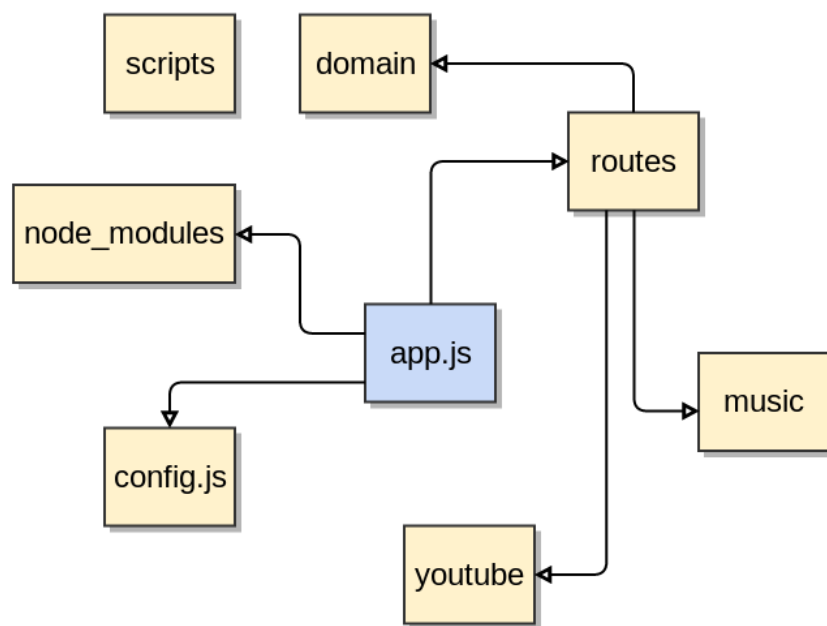 scripts
domain
routes
node_modules
app.js
music
config.js
youtube